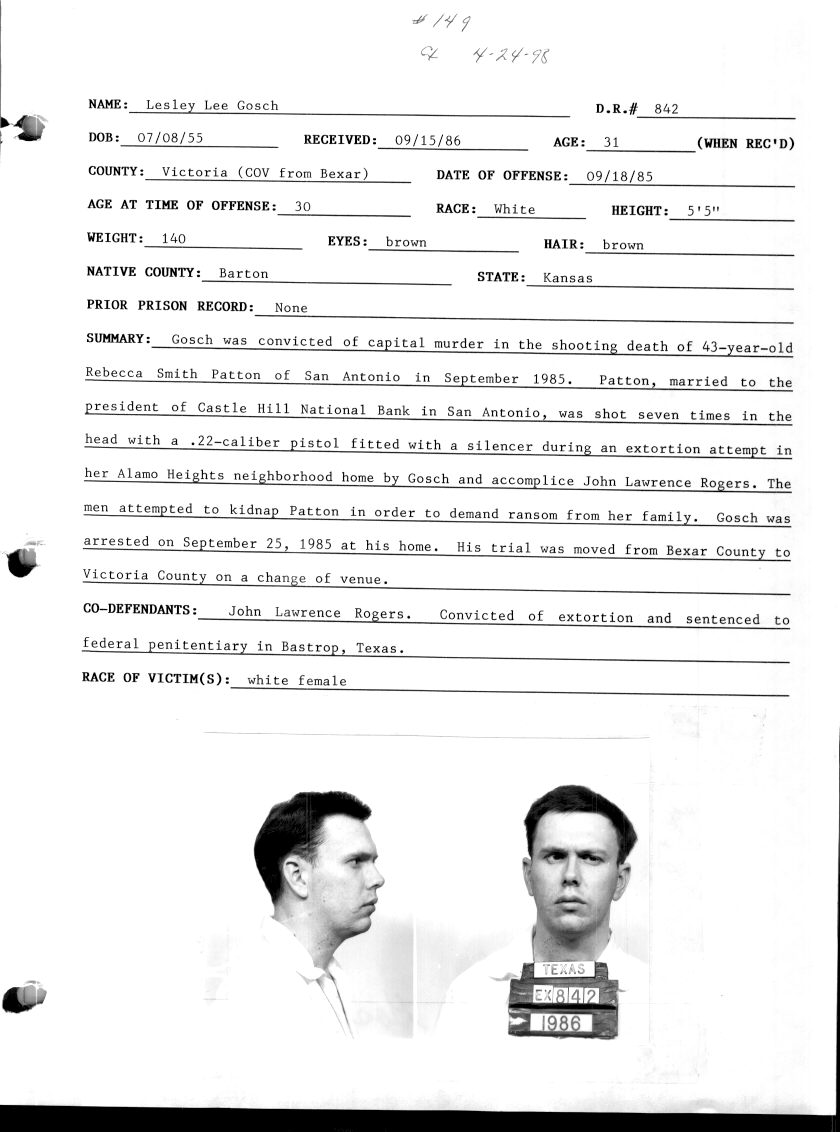 # 149
4-24-98
NAME: Lesley Lee Gosch D.R.# 842
DOB: 07/08/55 RECEIVED: 09/15/86 AGE: 31 (WHEN REC'D)
COUNTY: Victoria (COV from Bexar) DATE OF OFFENSE: 09/18/85
AGE AT TIME OF OFFENSE: 30 RACE: White HEIGHT: 5'5"
WEIGHT: 140 EYES: brown HAIR: brown
NATIVE COUNTY: Barton STATE: Kansas
PRIOR PRISON RECORD: None
SUMMARY: Gosch was convicted of capital murder in the shooting death of 43-year-old
Rebecca Smith Patton of San Antonio in September 1985. Patton, married to the
president of Castle Hill National Bank in San Antonio, was shot seven times in the
head with a .22-caliber pistol fitted with a silencer during an extortion attempt in
her Alamo Heights neighborhood home by Gosch and accomplice John Lawrence Rogers. The
men attempted to kidnap Patton in order to demand ransom from her family. Gosch was
arrested on September 25, 1985 at his home. His trial was moved from Bexar County to
Victoria County on a change of venue.
CO-DEFENDANTS: John Lawrence Rogers. Convicted of extortion and sentenced to
federal penitentiary in Bastrop, Texas.
RACE OF VICTIM(S): white female
TEXAS
EX842
1986